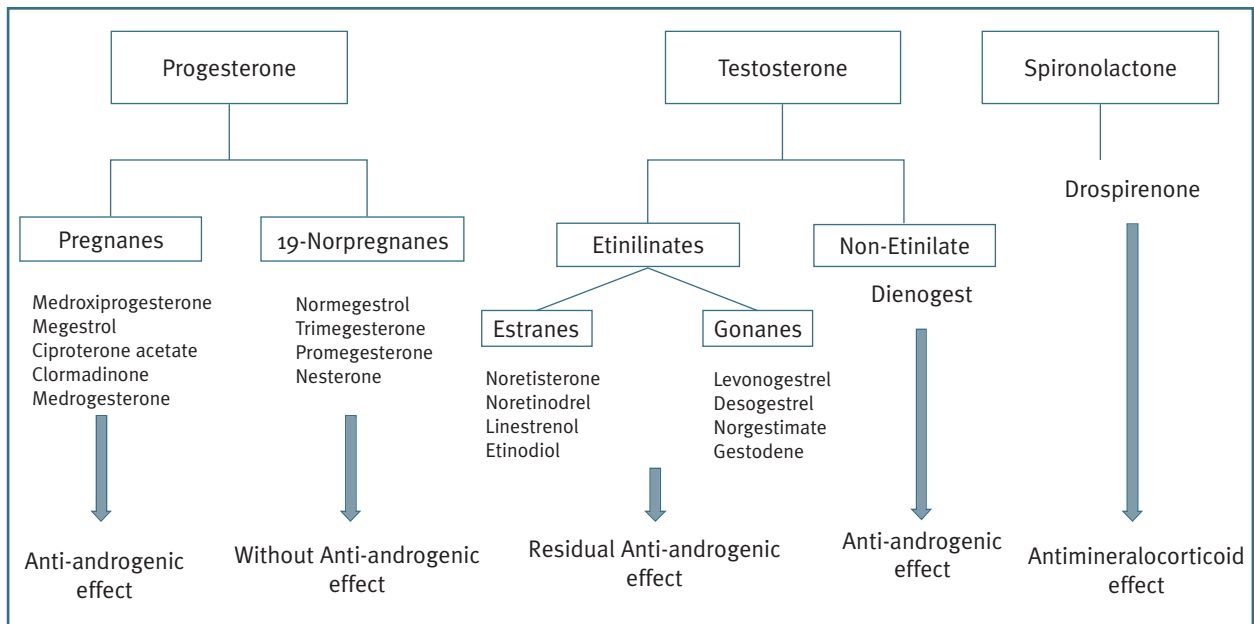 Progesterone
Testosterone
Spironolactone
Drospirenone
Pregnanes
19-Norpregnanes
Etinilinates
Non-Etinilate
Dienogest
Medroxiprogesterone
Megestrol
Ciproterone acetate
Clormadinone
Medrogesterone
Normegestrol
Trimegesterone
Promegesterone
Nesterone
Estranes
Gonanes
Noretisterone
Noretinodrel
Linestrenol
Etinodiol
Levonogestrel
Desogestrel
Norgestimate
Gestodene
Anti-androgenic
effect
Without Anti-androgenic
effect
Residual Anti-androgenic
effect
Anti-androgenic
effect
Antimineralocorticoid
effect